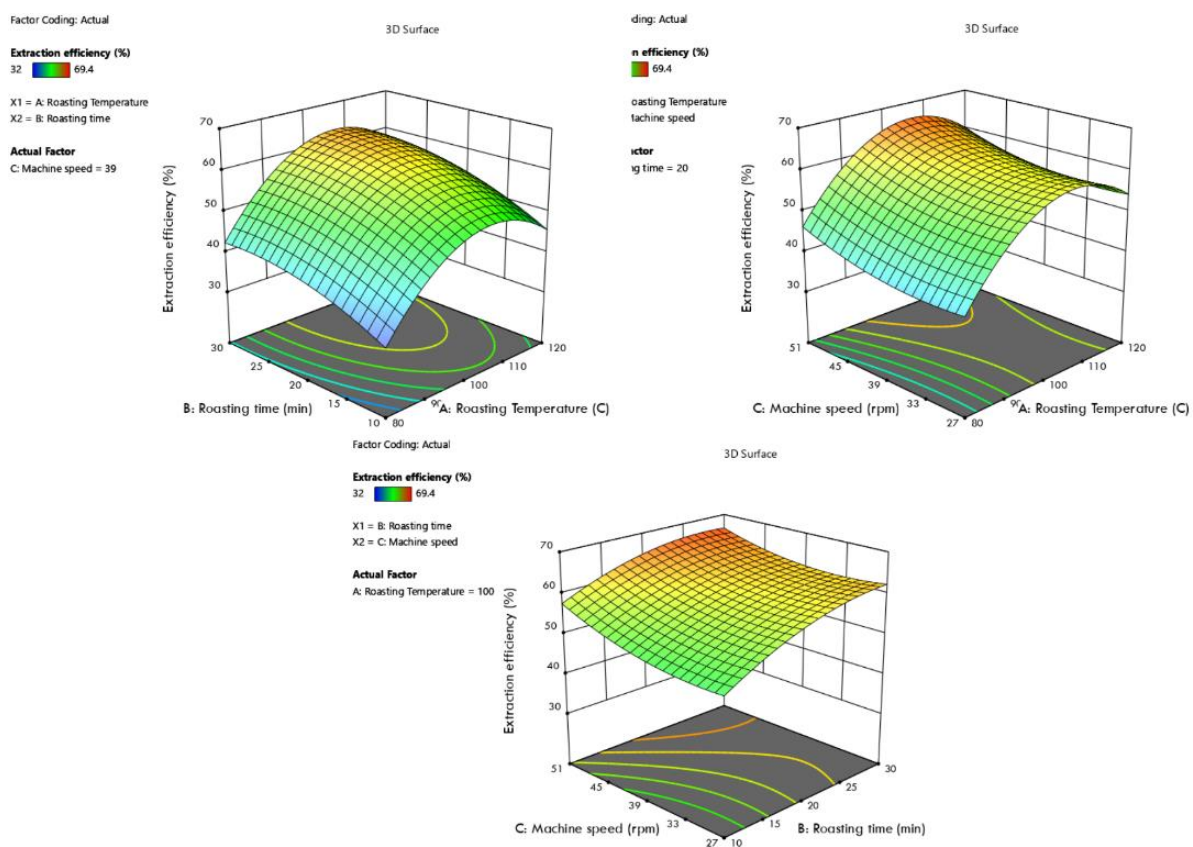 Factor Coding: Actual
3D Surface
Extraction efficiency (%)
32 69.4
X1 = A: Roasting Temperature
X2 = B: Roasting time
Actual Factor
C: Machine speed = 39
70
60
50
40
30
Extraction efficiency (%)
30
25
20
15
10
B: Roasting time (min)
80
90
100
110
120
A: Roasting Temperature (C)
ding: Actual
3D Surface
n efficiency (%)
69.4
oasting Temperature
Machine speed
ctor
ng time = 20
70
60
50
40
30
Extraction efficiency (%)
51
45
39
33
27
C: Machine speed (rpm)
80
90
100
110
120
A: Roasting Temperature (C)
Factor Coding: Actual
3D Surface
Extraction efficiency (%)
32 69.4
X1 = B: Roasting time
X2 = C: Machine speed
Actual Factor
A: Roasting Temperature = 100
70
60
50
40
30
Extraction efficiency (%)
51
45
39
33
27
C: Machine speed (rpm)
10
15
20
25
30
B: Roasting time (min)